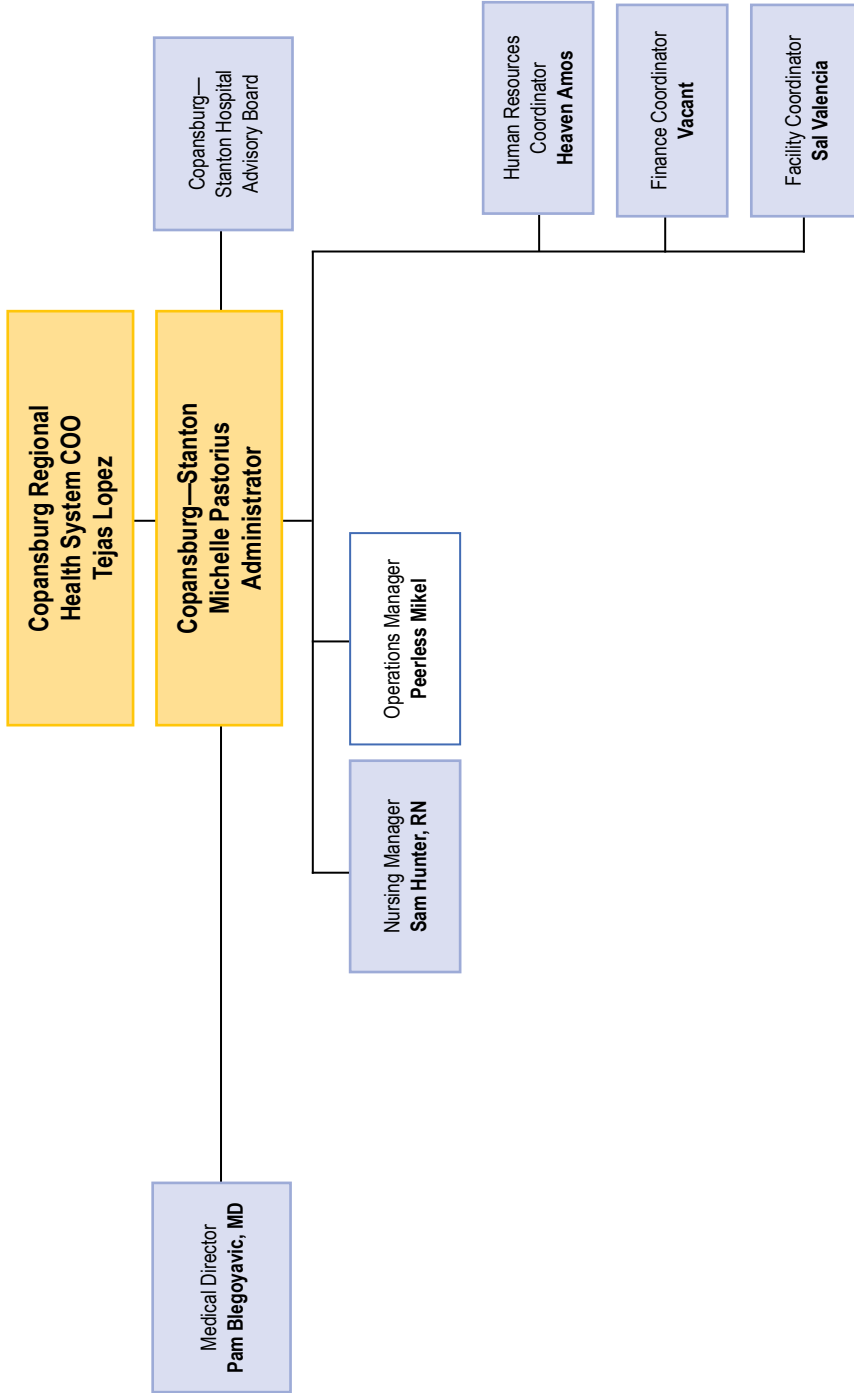 Copansburg Regional
Health System COO
Tejas Lopez
Medical Director
Pam Blegoyavic, MD
Copansburg—Stanton
Michelle Pastorius
Administrator
Copansburg—
Stanton Hospital
Advisory Board
Nursing Manager
Sam Hunter, RN
Operations Manager
Peerless Mikel
Human Resources
Coordinator
Heaven Amos
Finance Coordinator
Vacant
Facility Coordinator
Sal Valencia